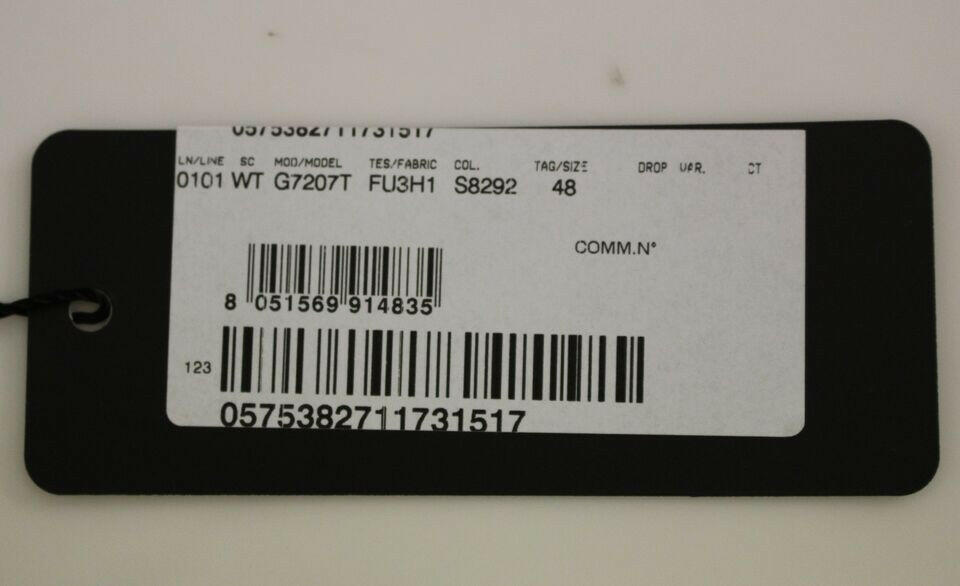 0575382711731517
LN/LINE SC MOD/MODEL TES/FABRIC COL. TAG/SIZE DROP VAR. CT
0101 WT G7207T FU3H1 S8292 48
COMM.N°
8 051569 914835
123
0575382711731517